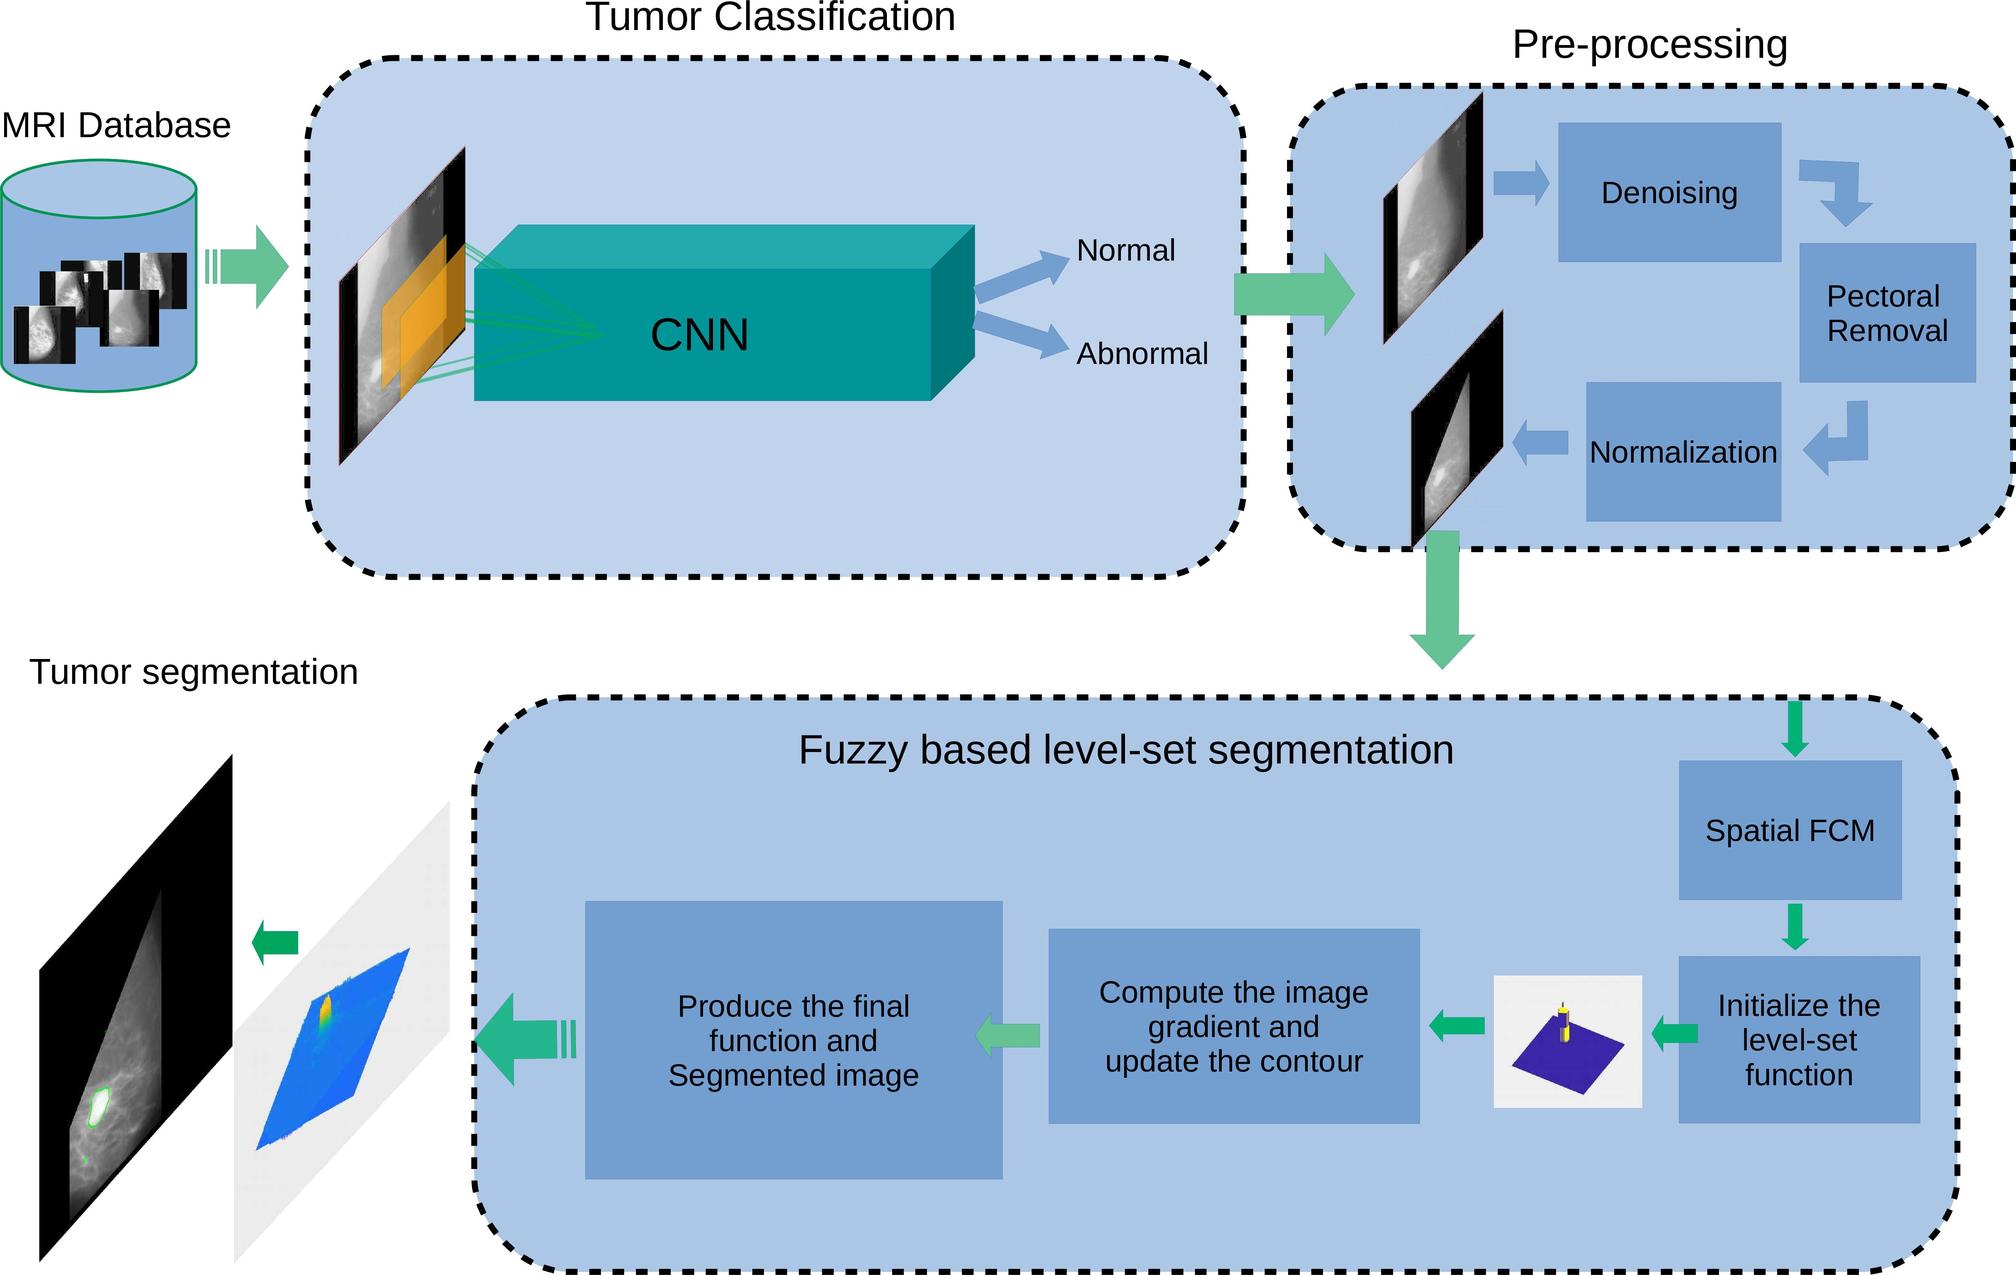 Tumor Classification
Pre-processing
MRI Database
Normal
CNN
Abnormal
Denoising
Pectoral
Removal
Normalization
Tumor segmentation
Fuzzy based level-set segmentation
Spatial FCM
Initialize the
level-set
function
Compute the image
gradient and
update the contour
Produce the final
function and
Segmented image